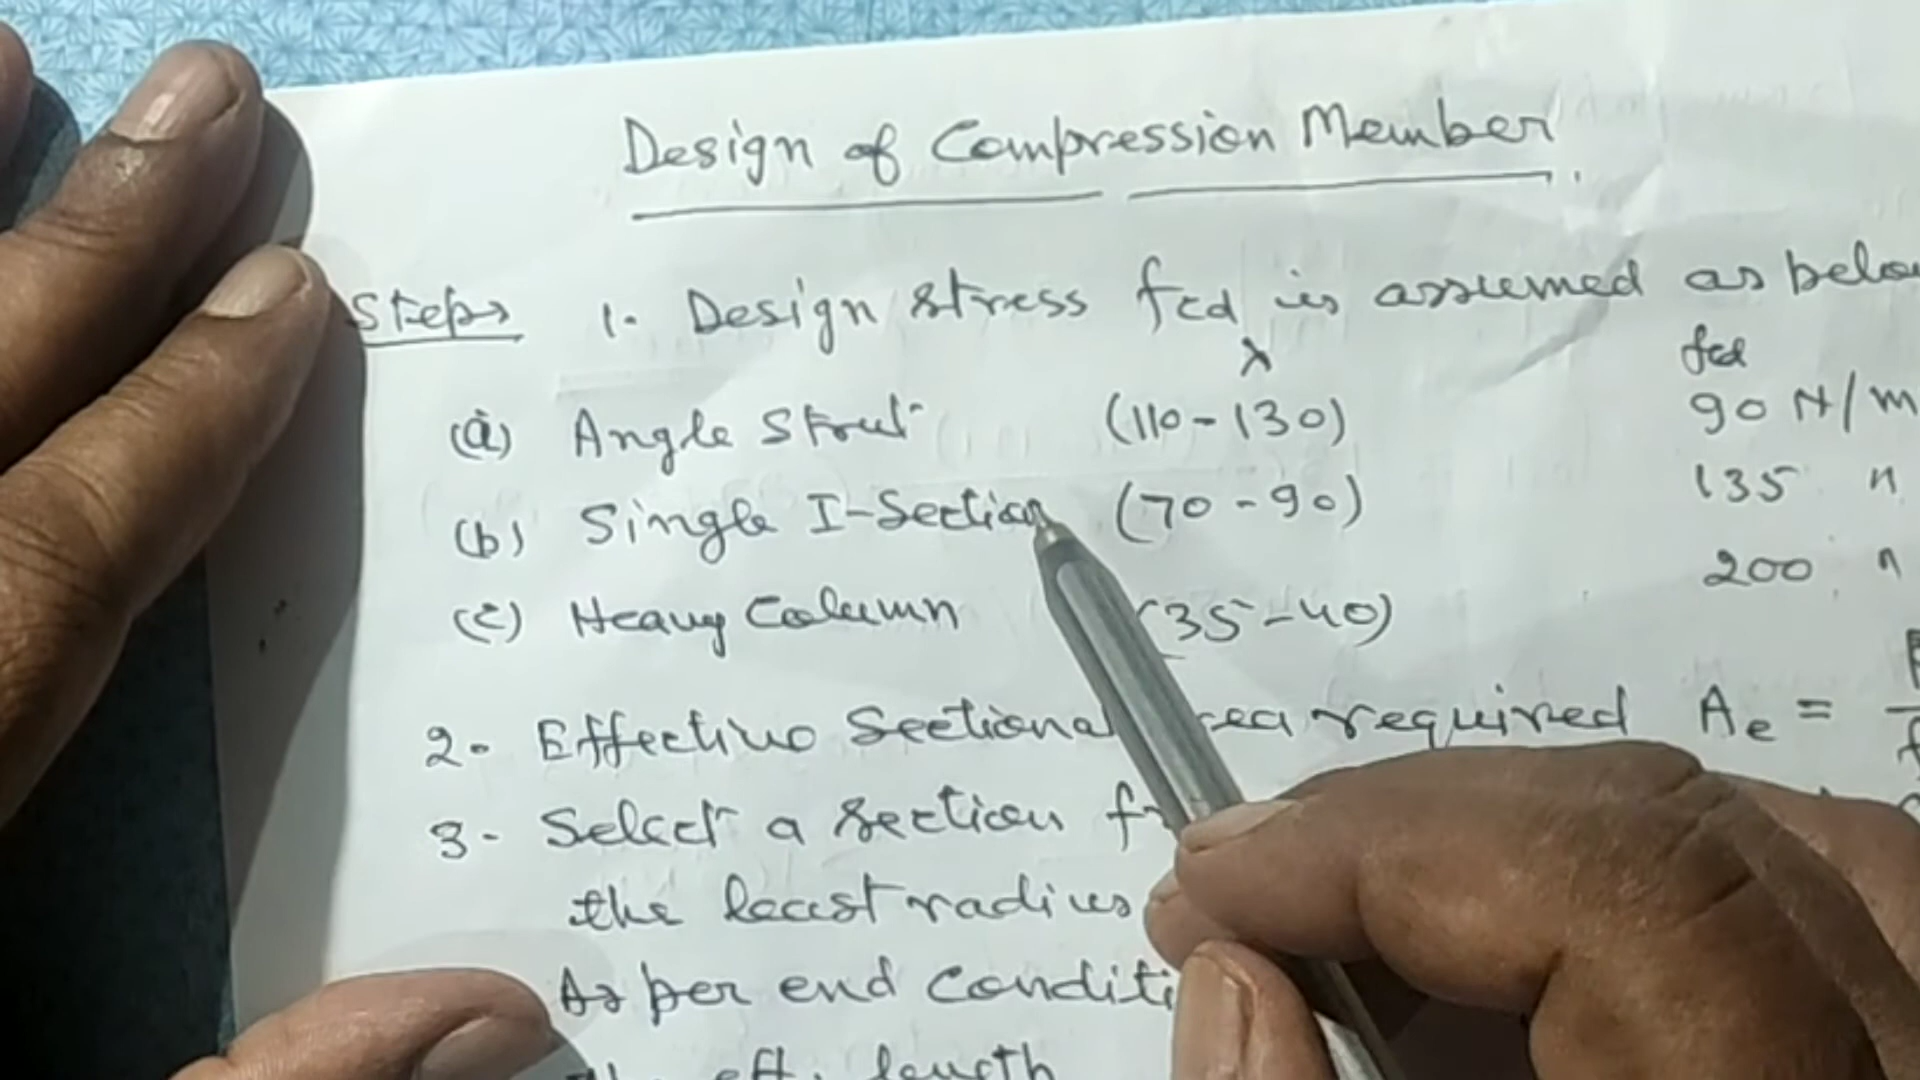 Design of Compression Member.
Steps 1. Design stress fcd is assumed as below
λ fcd
(a) Angle Strut (110-130) 90 N/m
(b) Single I-Section (70-90) 135 "
(c) Heavy Column (35-40) 200 "
2. Effective Sectional required Ae =
3- Select a section
the least radius
As per end
eff. length